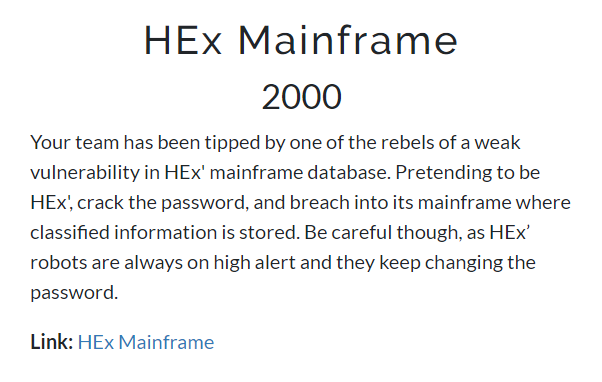 HEx Mainframe
2000
Your team has been tipped by one of the rebels of a weak
vulnerability in HEx' mainframe database. Pretending to be
HEx', crack the password, and breach into its mainframe where
classified information is stored. Be careful though, as HEx’
robots are always on high alert and they keep changing the
password.
Link: HEx Mainframe